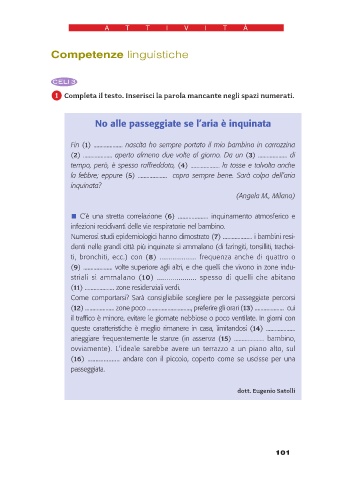 A T T I V I T À
Competenze linguistiche
CELI 3
1 Completa il testo. Inserisci la parola mancante negli spazi numerati.
No alle passeggiate se l'aria è inquinata
Fin (1) ................. nascita ho sempre portato il mio bambino in carrozzina
(2) ................. aperto almeno due volte al giorno. Da un (3) ................. di
tempo, però, è spesso raffreddato, (4) ................. la tosse e talvolta anche
la febbre; eppure (5) ................. copro sempre bene. Sarà colpa dell'aria
inquinata?
(Angela M., Milano)
■ C'è una stretta correlazione (6) ................. inquinamento atmosferico e
infezioni recidivanti delle vie respiratorie nel bambino.
Numerosi studi epidemiologici hanno dimostrato (7) ................. i bambini resi-
denti nelle grandi città più inquinate si ammalano (di faringiti, tonsilliti, trachei-
ti, bronchiti, ecc.) con (8) ................. frequenza anche di quattro o
(9) ................. volte superiore agli altri, e che quelli che vivono in zone indu-
striali si ammalano (10) ................. spesso di quelli che abitano
(11) ................. zone residenziali verdi.
Come comportarsi? Sarà consigliabile scegliere per le passeggiate percorsi
(12) ................. zone poco ........................., preferire gli orari (13) ................. cui
il traffico è minore, evitare le giornate nebbiose o poco ventilate. In giorni con
queste caratteristiche è meglio rimanere in casa, limitandosi (14) .................
arieggiare frequentemente le stanze (in assenza (15) ................. bambino,
ovviamente). L'ideale sarebbe avere un terrazzo a un piano alto, sul
(16) ................. andare con il piccolo, coperto come se uscisse per una
passeggiata.
dott. Eugenio Satolli
101